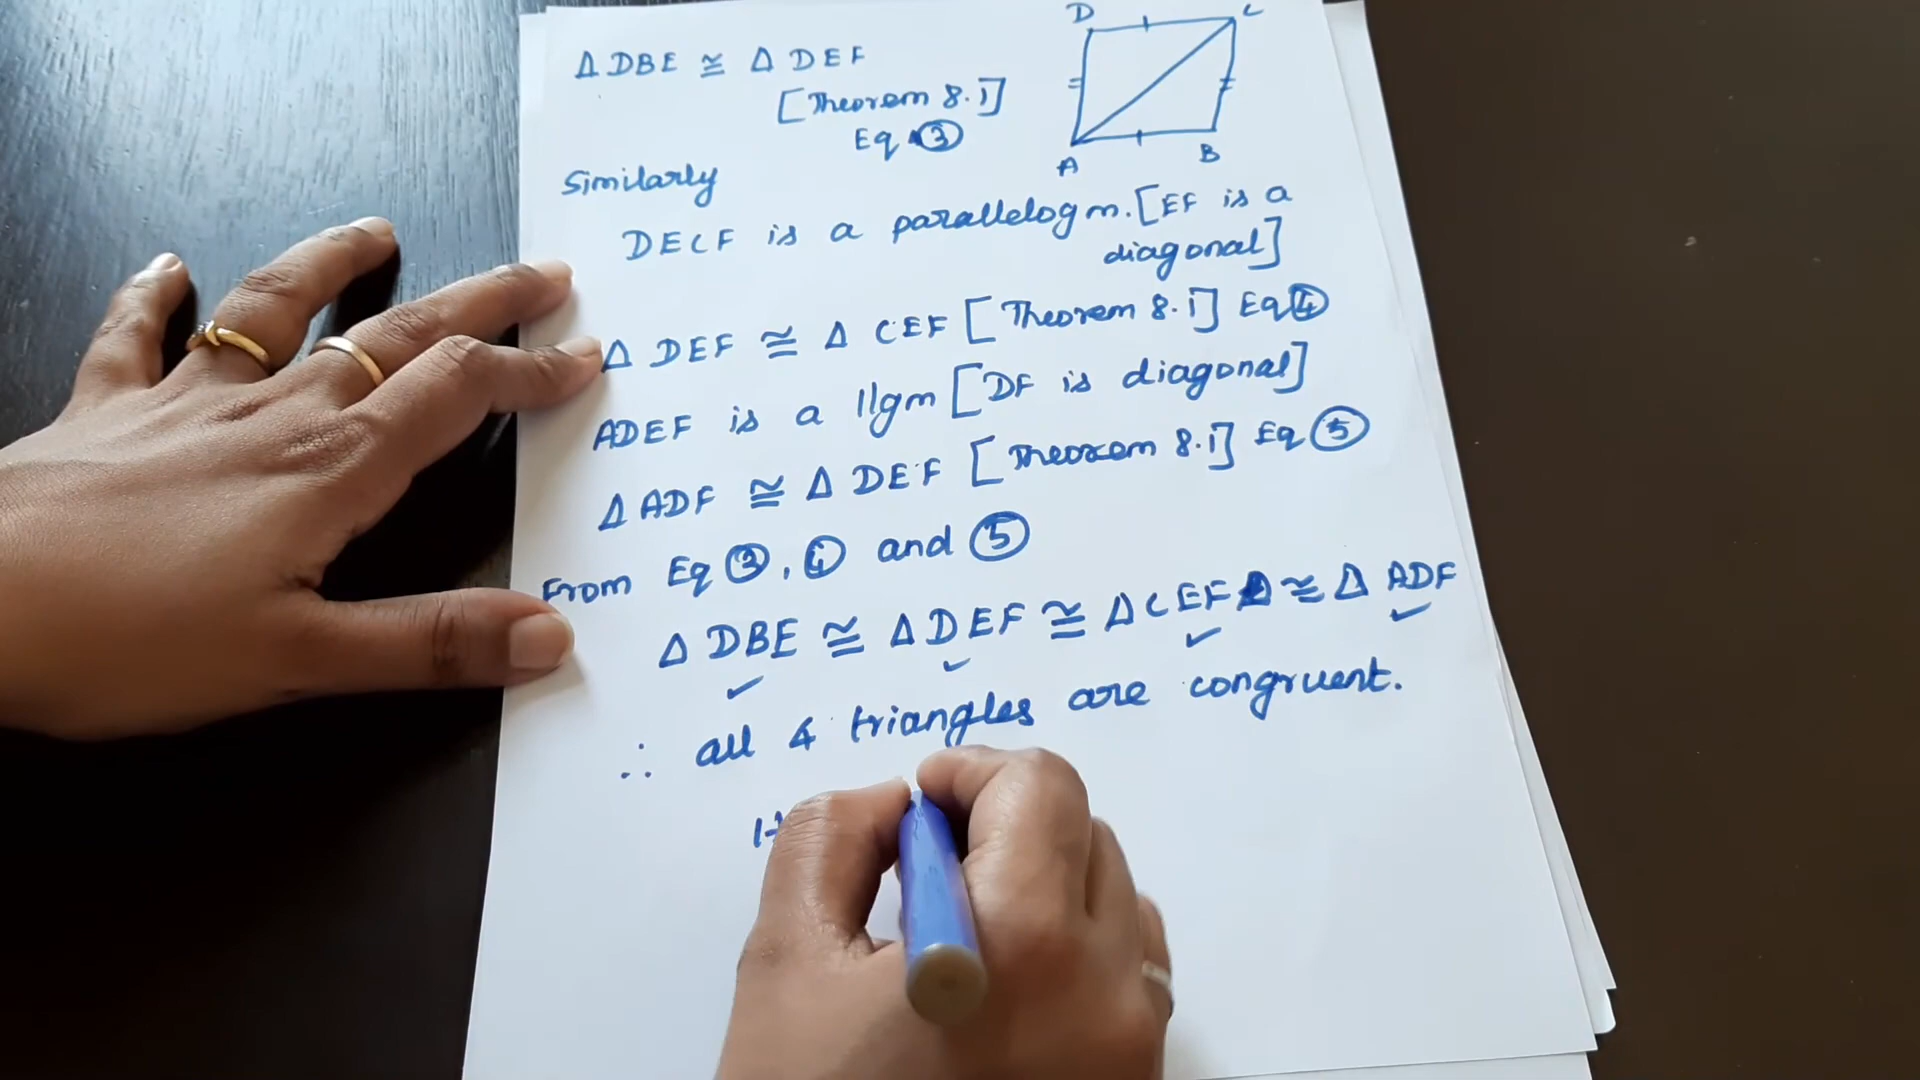 Δ DBE ≅ Δ DEF
[Theorem 8.1]
Eq ③
D C
A B
Similarly
DECF is a parallelogm. [EF is a
diagonal]
Δ DEF ≅ Δ CEF [Theorem 8.1] Eq ④
ADEF is a llgm [DF is diagonal]
Δ ADF ≅ Δ DEF [Theorem 8.1] Eq ⑤
From Eq ③, ④ and ⑤
Δ DBE ≅ Δ DEF ≅ Δ CEF ≅ Δ ADF
∴ all 4 triangles are congruent.
H